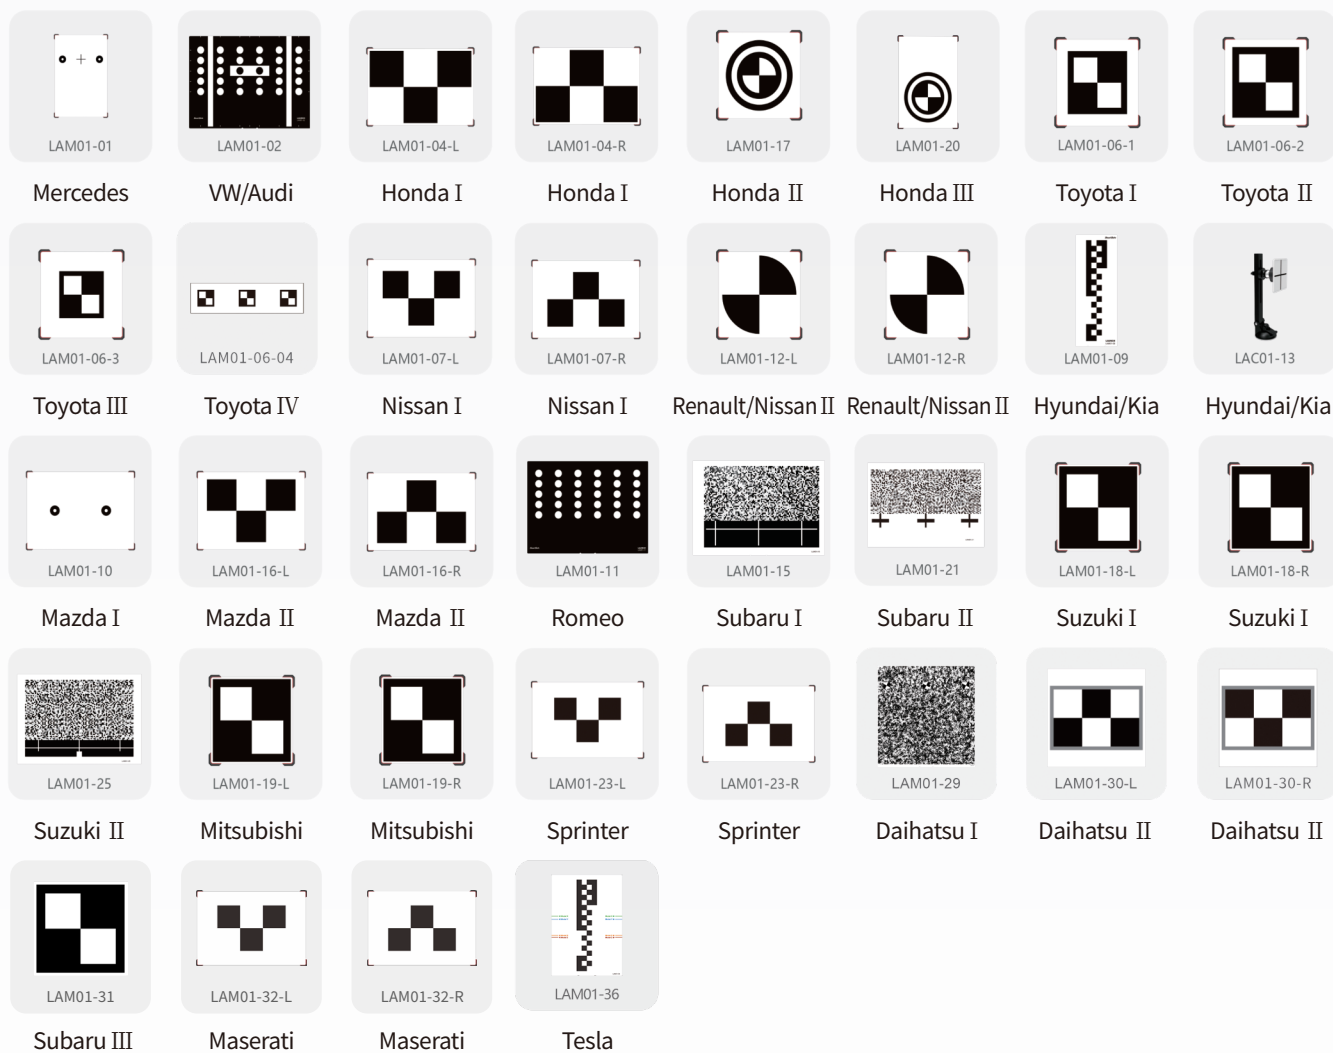 LAM01-01 LAM01-02 LAM01-04-L LAM01-04-R LAM01-17 LAM01-20 LAM01-06-1 LAM01-06-2
Mercedes VW/Audi Honda I Honda I Honda II Honda III Toyota I Toyota II
LAM01-06-3 LAM01-06-04 LAM01-07-L LAM01-07-R LAM01-12-L LAM01-12-R LAM01-09 LAC01-13
Toyota III Toyota IV Nissan I Nissan I Renault/Nissan II Renault/Nissan II Hyundai/Kia Hyundai/Kia
LAM01-10 LAM01-16-L LAM01-16-R LAM01-11 LAM01-15 LAM01-21 LAM01-18-L LAM01-18-R
Mazda I Mazda II Mazda II Romeo Subaru I Subaru II Suzuki I Suzuki I
LAM01-25 LAM01-19-L LAM01-19-R LAM01-23-L LAM01-23-R LAM01-29 LAM01-30-L LAM01-30-R
Suzuki II Mitsubishi Mitsubishi Sprinter Sprinter Daihatsu I Daihatsu II Daihatsu II
LAM01-31 LAM01-32-L LAM01-32-R LAM01-36
Subaru III Maserati Maserati Tesla